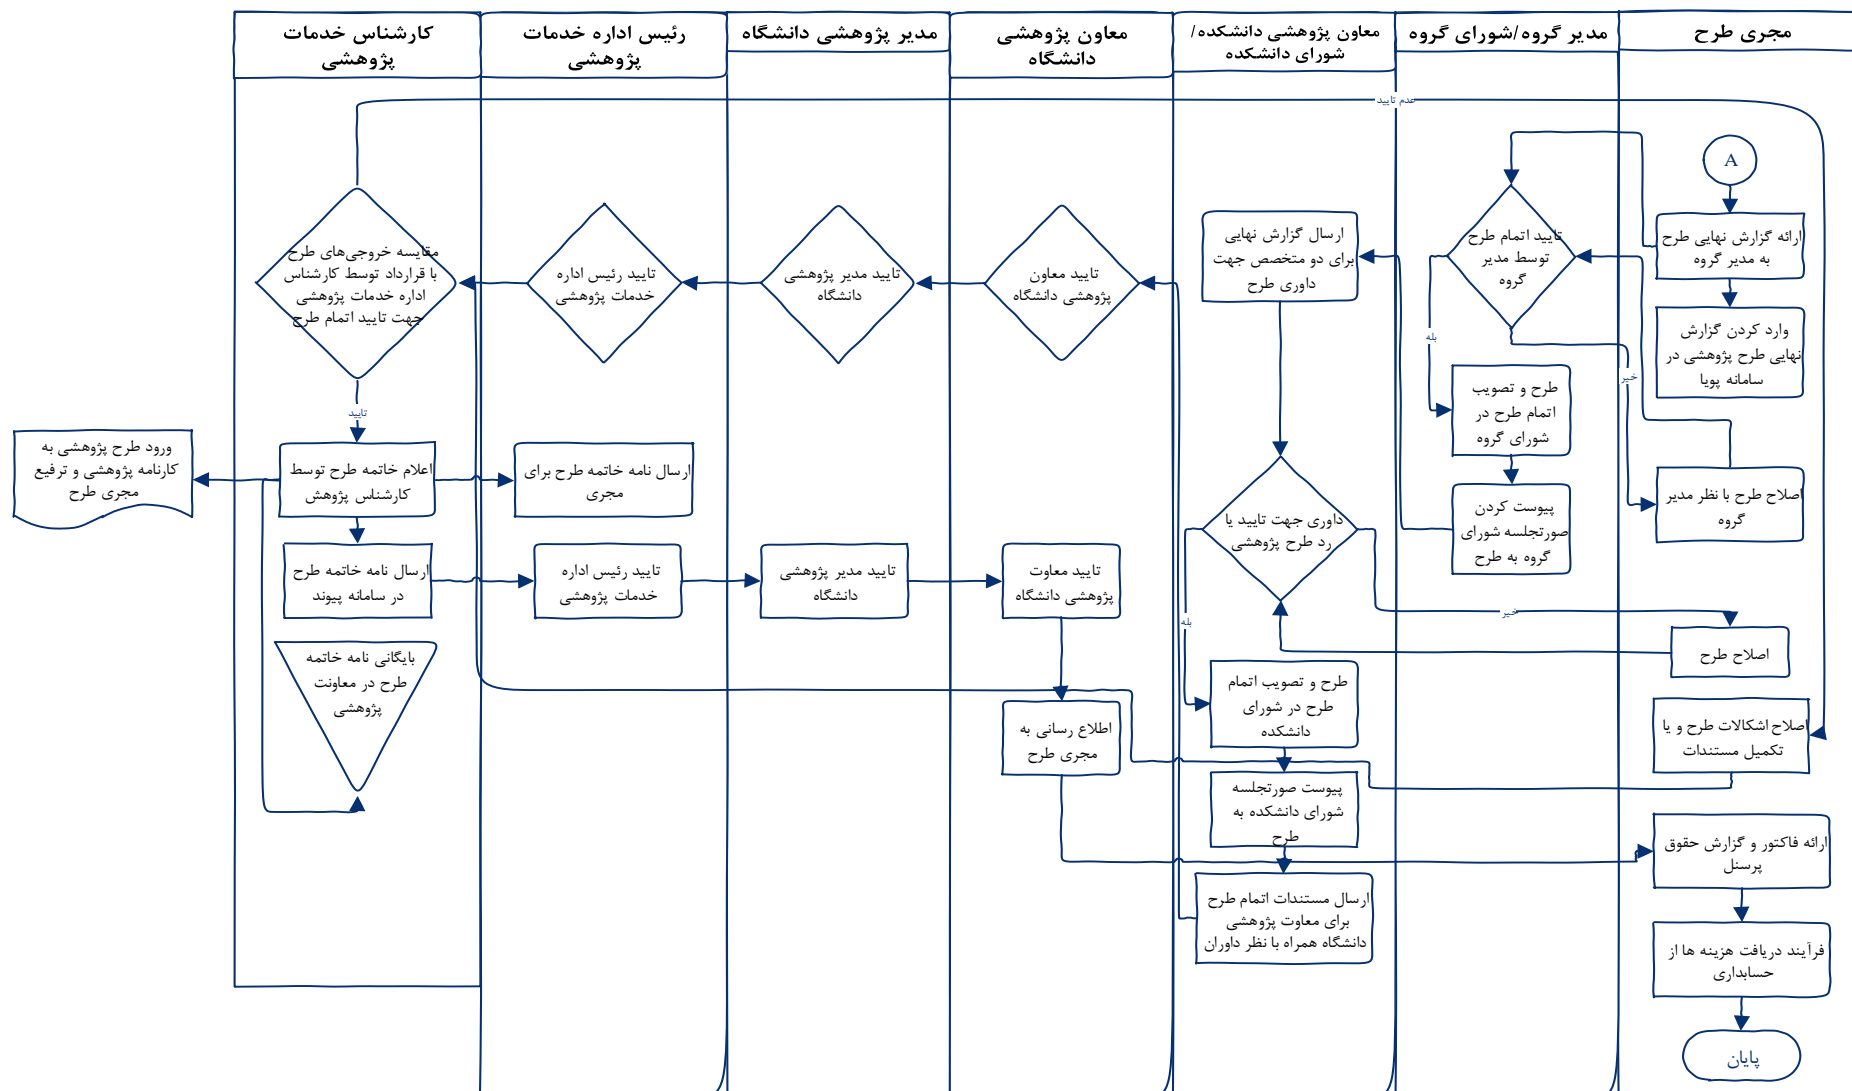 مجری طرح
مدیر گروه/شورای گروه
معاون پژوهشی دانشکده/
شورای دانشکده
معاون پژوهشی
دانشگاه
مدیر پژوهشی دانشگاه
رئیس اداره خدمات
پژوهشی
کارشناس خدمات
پژوهشی
عدم تایید
A
ارائه گزارش نهایی طرح
به مدیر گروه
وارد کردن گزارش
نهایی طرح پژوهشی در
سامانه پویا
تایید اتمام طرح
توسط مدیر
گروه
بله
خیر
طرح و تصویب
اتمام طرح در
شورای گروه
پیوست کردن
صورتجلسه شورای
گروه به طرح
اصلاح طرح با نظر مدیر
گروه
ارسال گزارش نهایی
برای دو متخصص جهت
داوری طرح
داوری جهت تایید یا
رد طرح پژوهشی
خیر
بله
اصلاح طرح
طرح و تصویب اتمام
طرح در شورای
دانشکده
پیوست صورتجلسه
شورای دانشکده به
طرح
ارسال مستندات اتمام طرح
برای معاوت پژوهشی
دانشگاه همراه با نظر داوران
تایید معاون
پژوهشی دانشگاه
تایید مدیر پژوهشی
دانشگاه
تایید رئیس اداره
خدمات پژوهشی
مقایسه خروجی‌های طرح
با قرارداد توسط کارشناس
اداره خدمات پژوهشی
جهت تایید اتمام طرح
تایید
اصلاح اشکالات طرح و یا
تکمیل مستندات
اعلام خاتمه طرح توسط
کارشناس پژوهش
ورود طرح پژوهشی به
کارنامه پژوهشی و ترفیع
مجری طرح
ارسال نامه خاتمه طرح برای
مجری
ارسال نامه خاتمه طرح
در سامانه پیوند
تایید رئیس اداره
خدمات پژوهشی
تایید مدیر پژوهشی
دانشگاه
تایید معاوت
پژوهشی دانشگاه
بایگانی نامه خاتمه
طرح در معاونت
پژوهشی
اطلاع رسانی به
مجری طرح
ارائه فاکتور و گزارش حقوق
پرسنل
فرآیند دریافت هزینه ها از
حسابداری
پایان